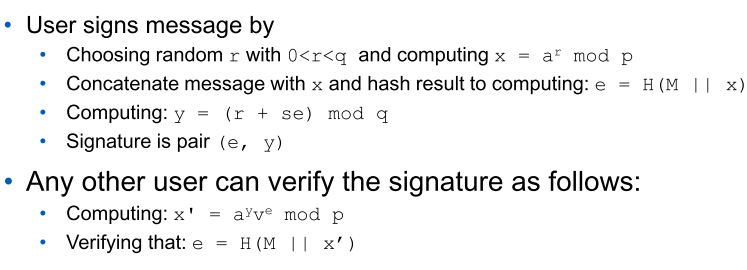 • User signs message by
• Choosing random r with 0<r<q and computing x = aʳ mod p
• Concatenate message with x and hash result to computing: e = H(M || x)
• Computing: y = (r + se) mod q
• Signature is pair (e, y)
• Any other user can verify the signature as follows:
• Computing: x' = aʸvᵉ mod p
• Verifying that: e = H(M || x′)